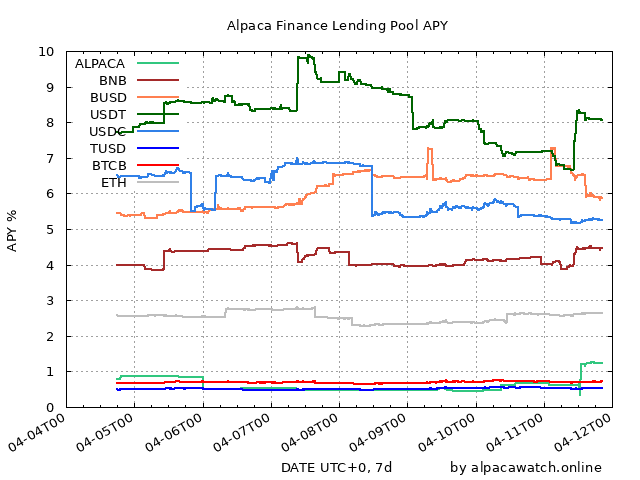 Alpaca Finance Lending Pool APY
10
9
8
7
6
5
4
3
2
1
0
APY %
ALPACA
BNB
BUSD
USDT
USDC
TUSD
BTCB
ETH
04-04T00
04-05T00
04-06T00
04-07T00
04-08T00
04-09T00
04-10T00
04-11T00
04-12T00
DATE UTC+0, 7d
by alpacawatch.online